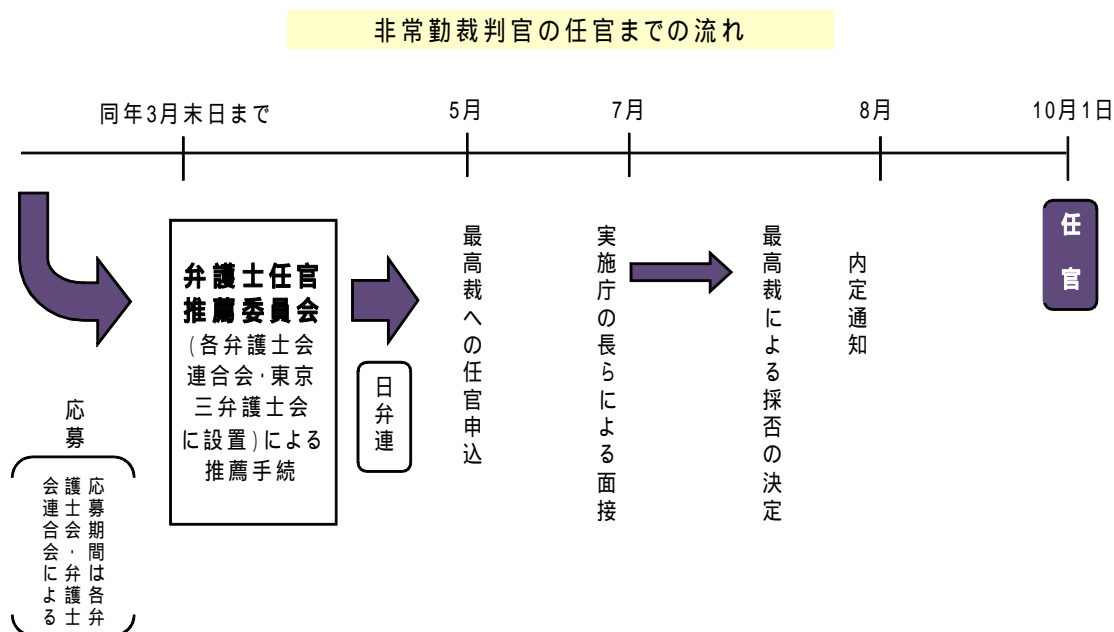 非常勤裁判官の任官までの流れ
同年3月末日まで
5月
7月
8月
10月1日
応募
応募期間は各弁
護士会・弁護士
会連合会による
弁護士任官
推薦委員会
(各弁護士会
連合会・東京
三弁護士会
に設置)による
推薦手続
日弁連
最高裁への任官申込
実施庁の長らによる面接
最高裁による採否の決定
内定通知
任官